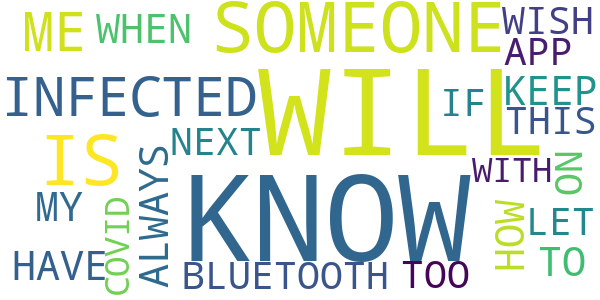 ME WHEN SOMEONE WISH
APP
INFECTED WILL IF KEEP
THIS
IS NEXT
ALWAYS WITH ON
MY KNOW
COVID HOW LET
HAVE BLUETOOTH TOO TO